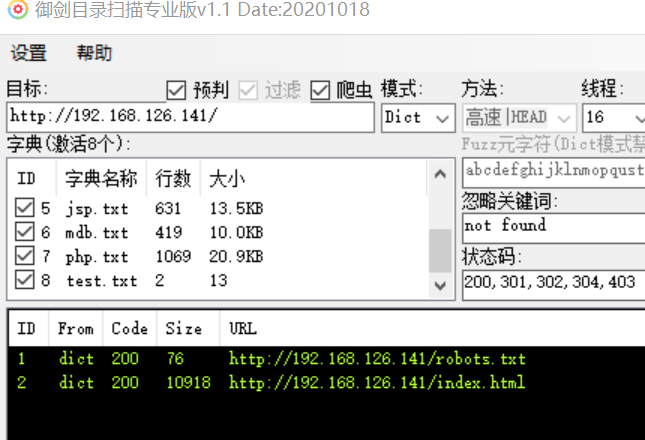 御剑目录扫描专业版v1.1 Date:20201018
设置 帮助
目标: 预判 过滤 爬虫 模式: 方法: 线程:
http://192.168.126.141/ Dict 高速|HEAD 16
字典(激活8个): Fuzz元字符(Dict模式禁
ID 字典名称 行数 大小 abcdefghijklnmopqust
5 jsp.txt 631 13.5KB 忽略关键词:
6 mdb.txt 419 10.0KB not found
7 php.txt 1069 20.9KB 状态码:
8 test.txt 2 13 200,301,302,304,403
ID From Code Size URL
1 dict 200 76 http://192.168.126.141/robots.txt
2 dict 200 10918 http://192.168.126.141/index.html